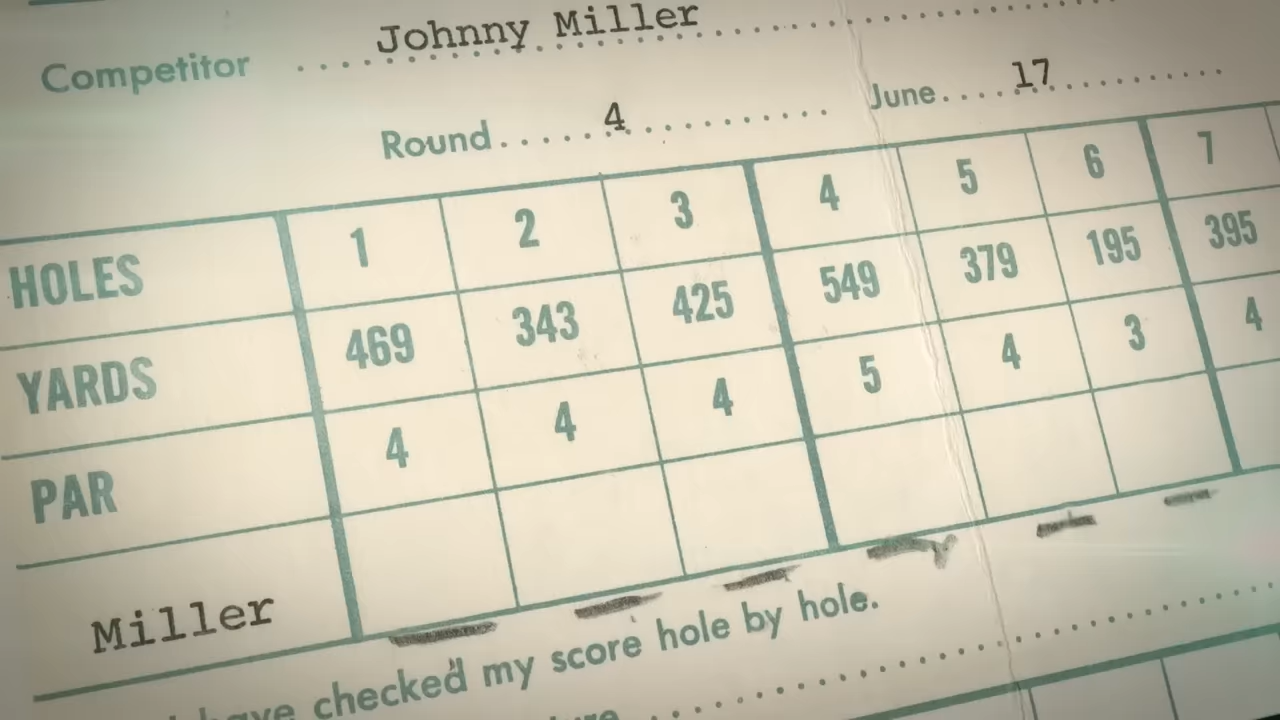 Competitor Johnny Miller
Round 4 June 17
HOLES 1 2 3 4 5 6 7
YARDS 469 343 425 549 379 195 395
PAR 4 4 4 5 4 3 4
Miller
have checked my score hole by hole.